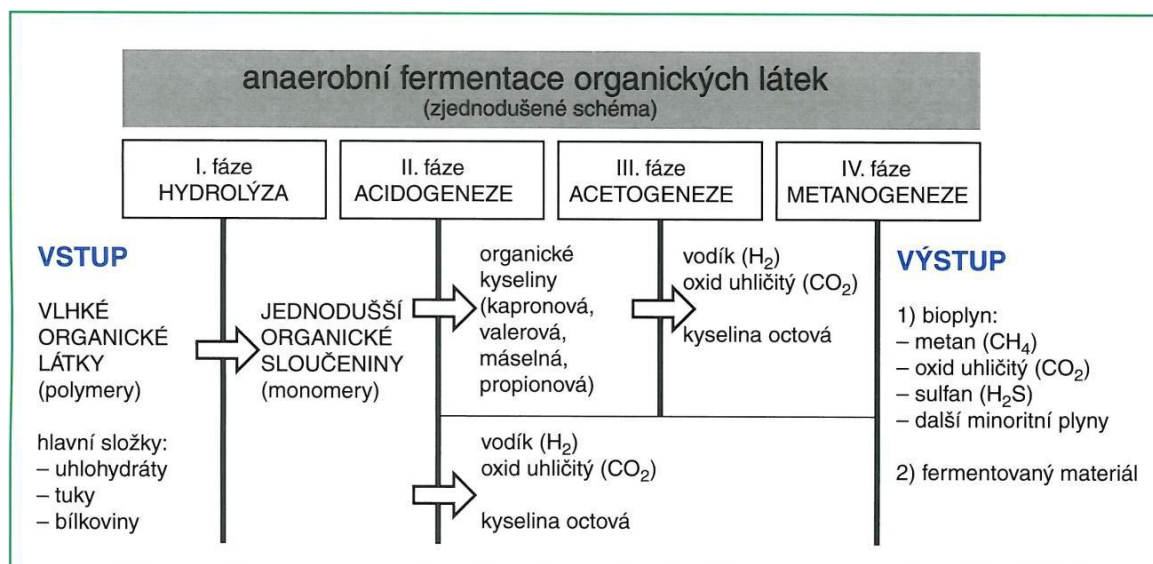 anaerobní fermentace organických látek
(zjednodušené schéma)
I. fáze
HYDROLÝZA
II. fáze
ACIDOGENEZE
III. fáze
ACETOGENEZE
IV. fáze
METANOGENEZE
VSTUP
VLHKÉ
ORGANICKÉ
LÁTKY
(polymery)
hlavní složky:
– uhlohydráty
– tuky
– bílkoviny
JEDNODUŠŠÍ
ORGANICKÉ
SLOUČENINY
(monomery)
organické
kyseliny
(kapronová,
valerová,
máselná,
propionová)
vodík (H₂)
oxid uhličitý (CO₂)
kyselina octová
vodík (H₂)
oxid uhličitý (CO₂)
kyselina octová
VÝSTUP
1) bioplyn:
– metan (CH₄)
– oxid uhličitý (CO₂)
– sulfan (H₂S)
– další minoritní plyny
2) fermentovaný materiál